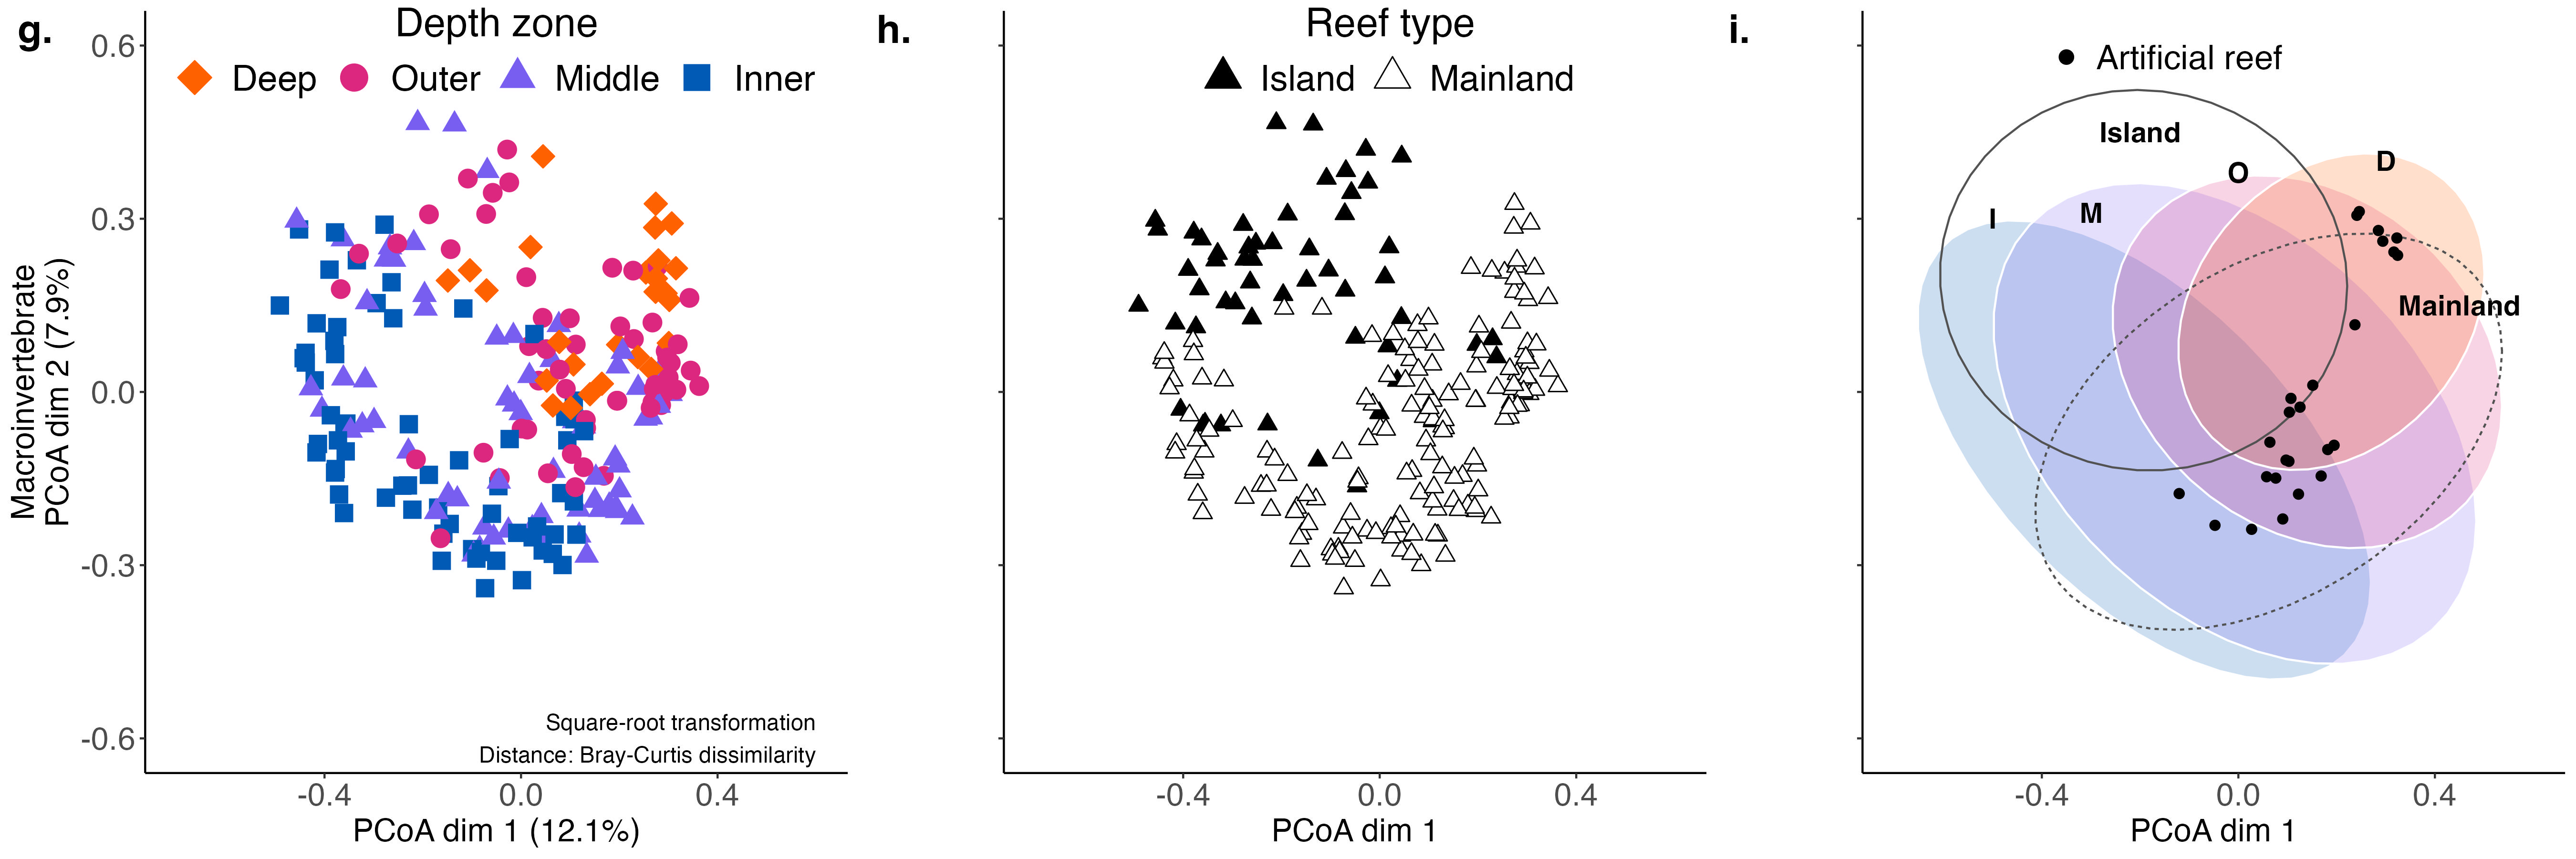 g.
Depth zone
Deep Outer Middle Inner
0.6
0.3
0.0
-0.3
-0.6
Macroinvertebrate
PCoA dim 2 (7.9%)
Square-root transformation
Distance: Bray-Curtis dissimilarity
-0.4 0.0 0.4
PCoA dim 1 (12.1%)
h.
Reef type
Island Mainland
-0.4 0.0 0.4
PCoA dim 1
i.
Artificial reef
Island
O
D
I
M
Mainland
-0.4 0.0 0.4
PCoA dim 1